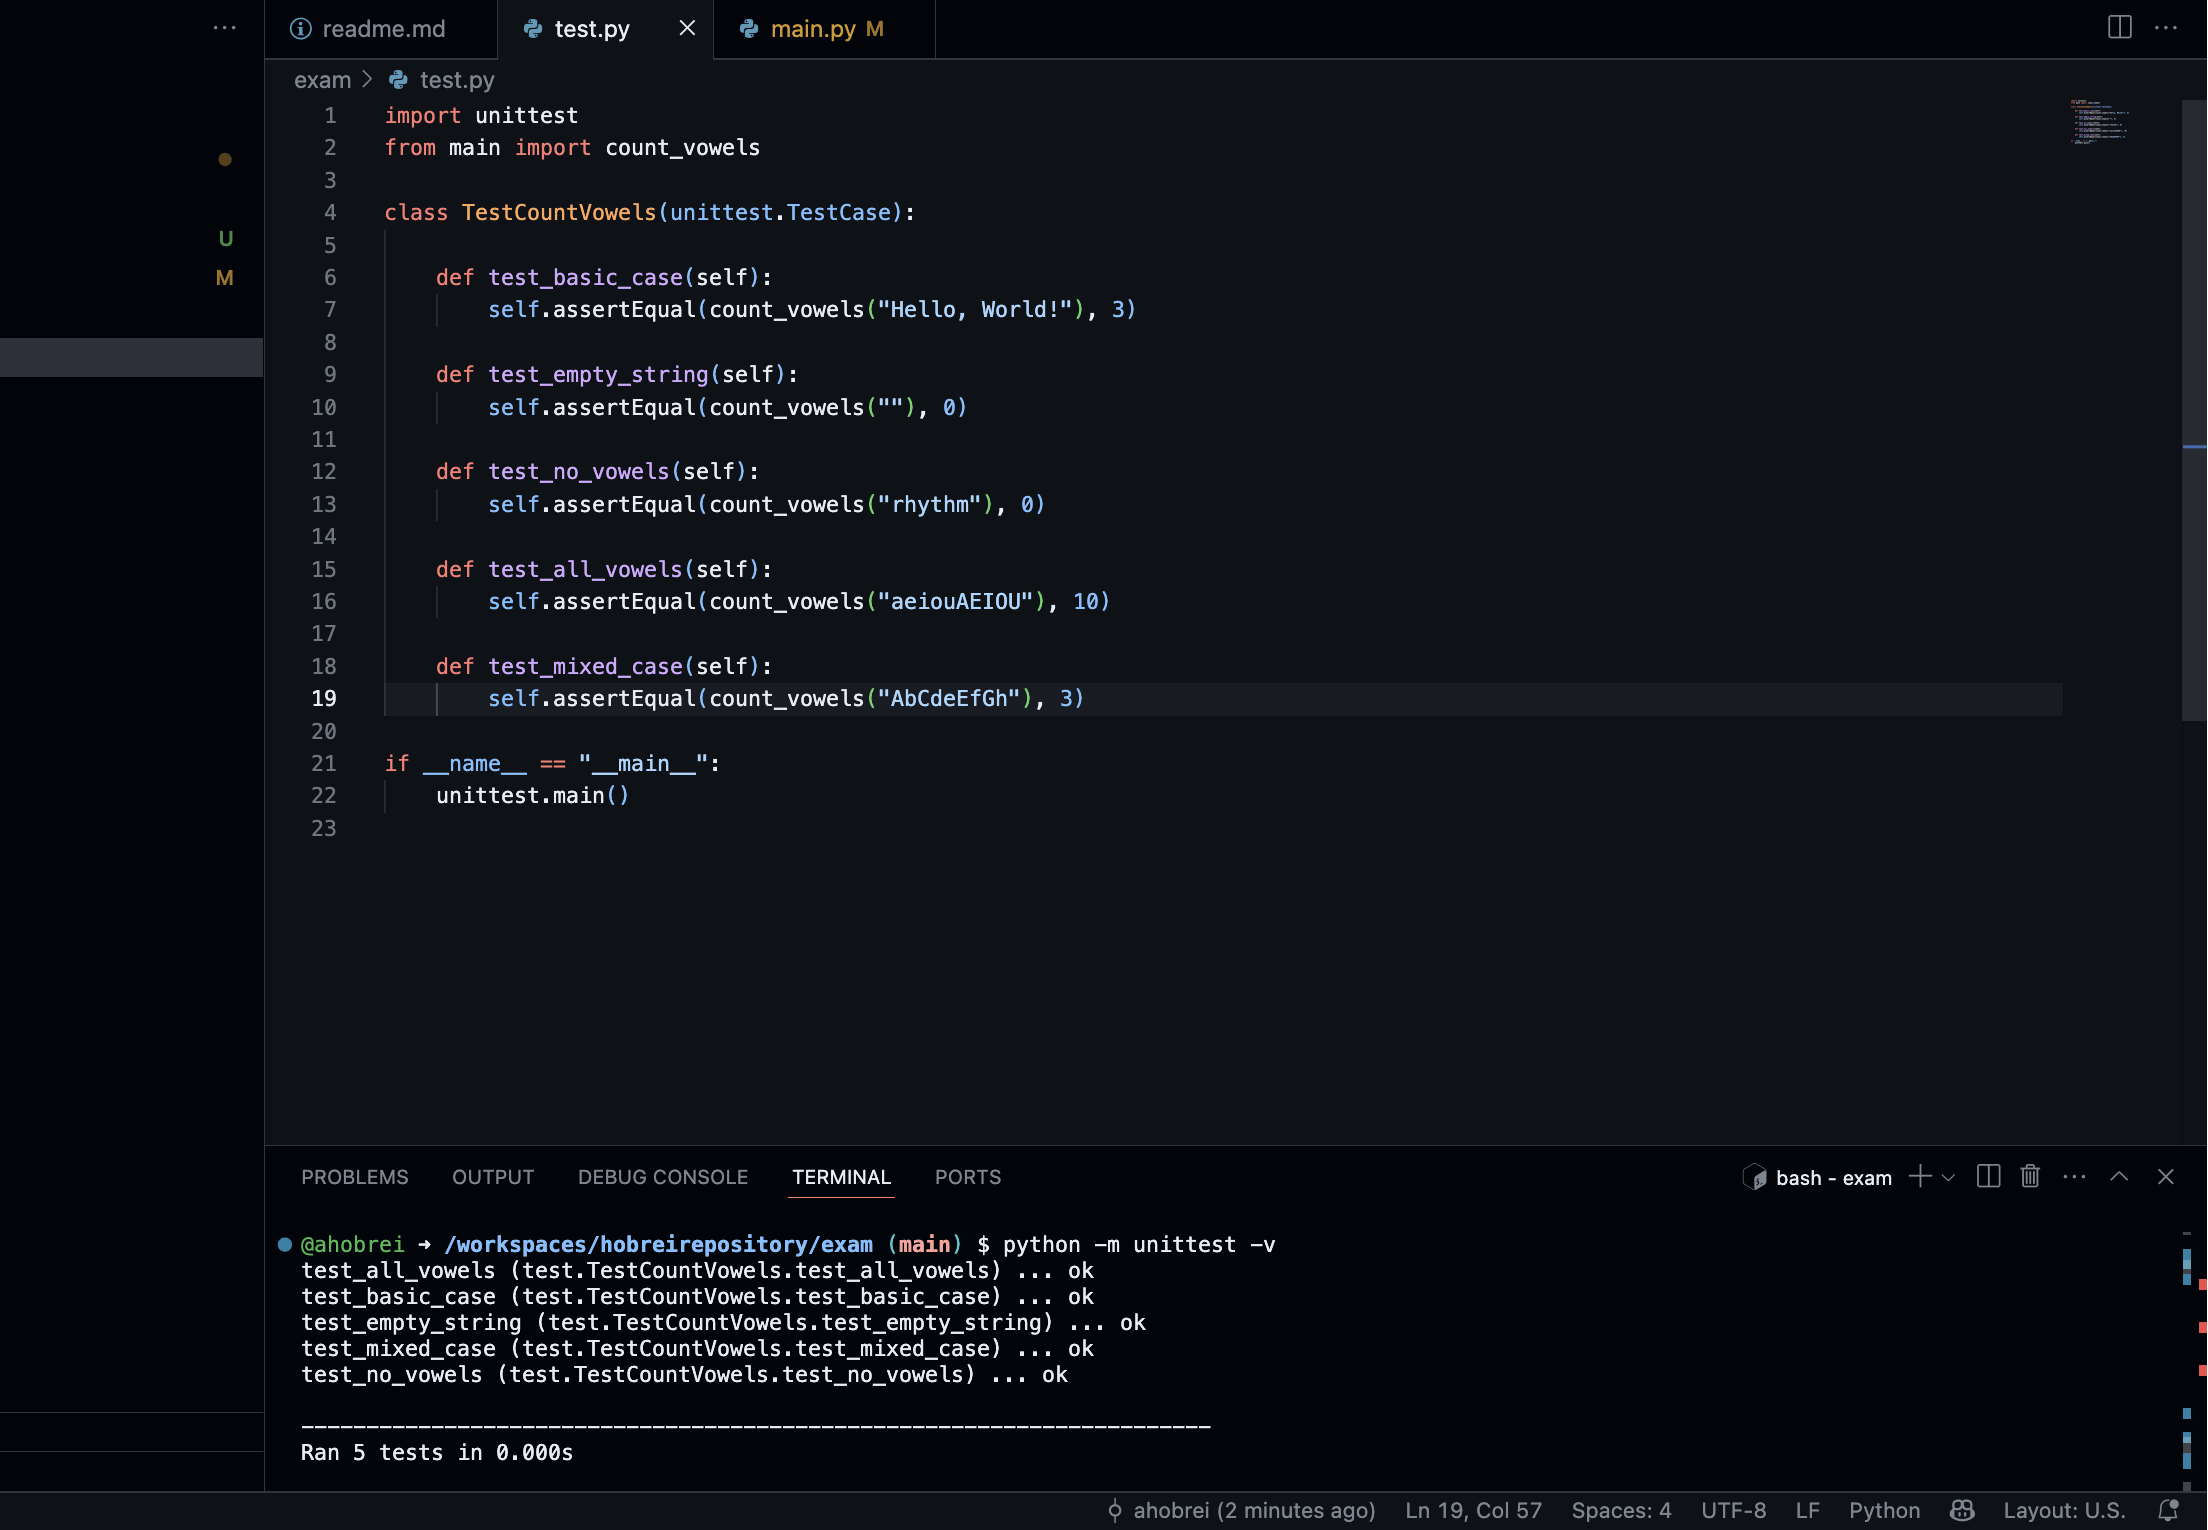 readme.md test.py main.py M
exam > test.py
U
M
1 import unittest
2 from main import count_vowels
3
4 class TestCountVowels(unittest.TestCase):
5
6 def test_basic_case(self):
7 self.assertEqual(count_vowels("Hello, World!"), 3)
8
9 def test_empty_string(self):
10 self.assertEqual(count_vowels(""), 0)
11
12 def test_no_vowels(self):
13 self.assertEqual(count_vowels("rhythm"), 0)
14
15 def test_all_vowels(self):
16 self.assertEqual(count_vowels("aeiouAEIOU"), 10)
17
18 def test_mixed_case(self):
19 self.assertEqual(count_vowels("AbCdeEfGh"), 3)
20
21 if __name__ == "__main__":
22 unittest.main()
23
PROBLEMS OUTPUT DEBUG CONSOLE TERMINAL PORTS bash - exam
@ahobrei ➜ /workspaces/hobreirepository/exam (main) $ python -m unittest -v
test_all_vowels (test.TestCountVowels.test_all_vowels) ... ok
test_basic_case (test.TestCountVowels.test_basic_case) ... ok
test_empty_string (test.TestCountVowels.test_empty_string) ... ok
test_mixed_case (test.TestCountVowels.test_mixed_case) ... ok
test_no_vowels (test.TestCountVowels.test_no_vowels) ... ok
----------------------------------------------------------------------
Ran 5 tests in 0.000s
ahobrei (2 minutes ago) Ln 19, Col 57 Spaces: 4 UTF-8 LF Python Layout: U.S.